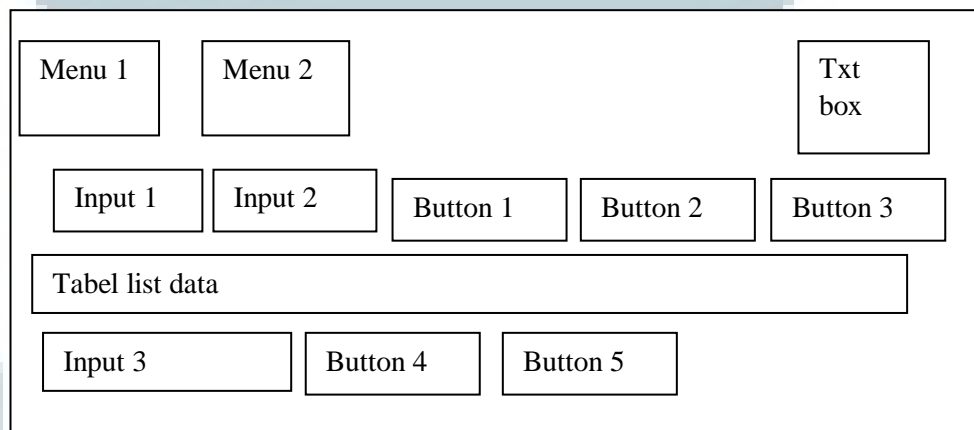 Menu 1
Menu 2
Txt
box
Input 1
Input 2
Button 1
Button 2
Button 3
Tabel list data
Input 3
Button 4
Button 5